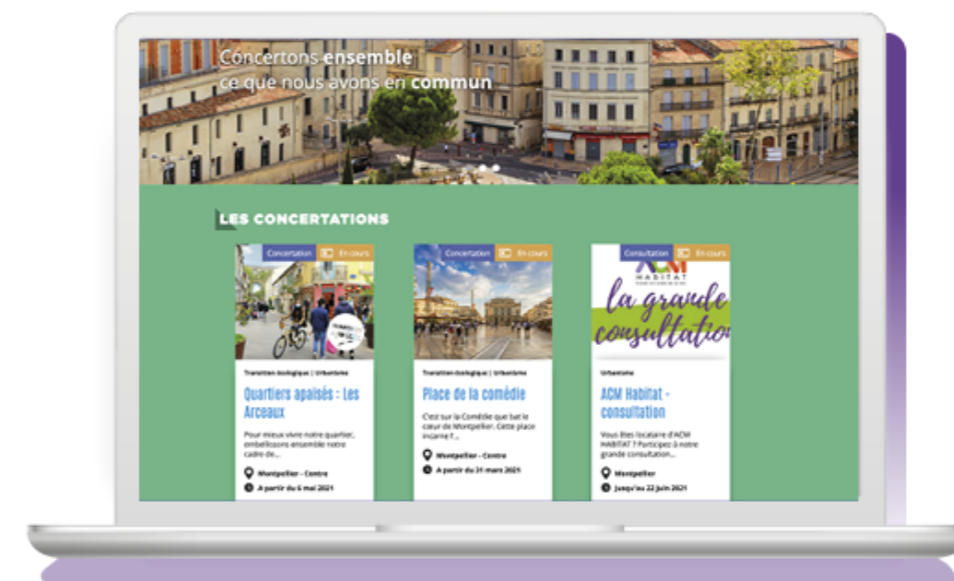 Concertons ensemble
ce que nous avons en commun
LES CONCERTATIONS
Concertation En cours
Transition écologique | Urbanisme
Quartiers apaisés : Les
Arceaux
Pour mieux vivre notre quartier,
embellissons ensemble notre
cadre de...
Montpellier - Centre
A partir du 6 mai 2021
Concertation En cours
Transition écologique | Urbanisme
Place de la comédie
C'est sur la Comédie que bat le
cœur de Montpellier. Cette place
incarne l'...
Montpellier - Centre
A partir du 31 mars 2021
Consultation En cours
ACM
HABITAT
la grande
consultation
Urbanisme
ACM Habitat -
consultation
Vous êtes locataire d'ACM
HABITAT ? Participez à notre
grande consultation...
Montpellier
Jusqu'au 22 juin 2021